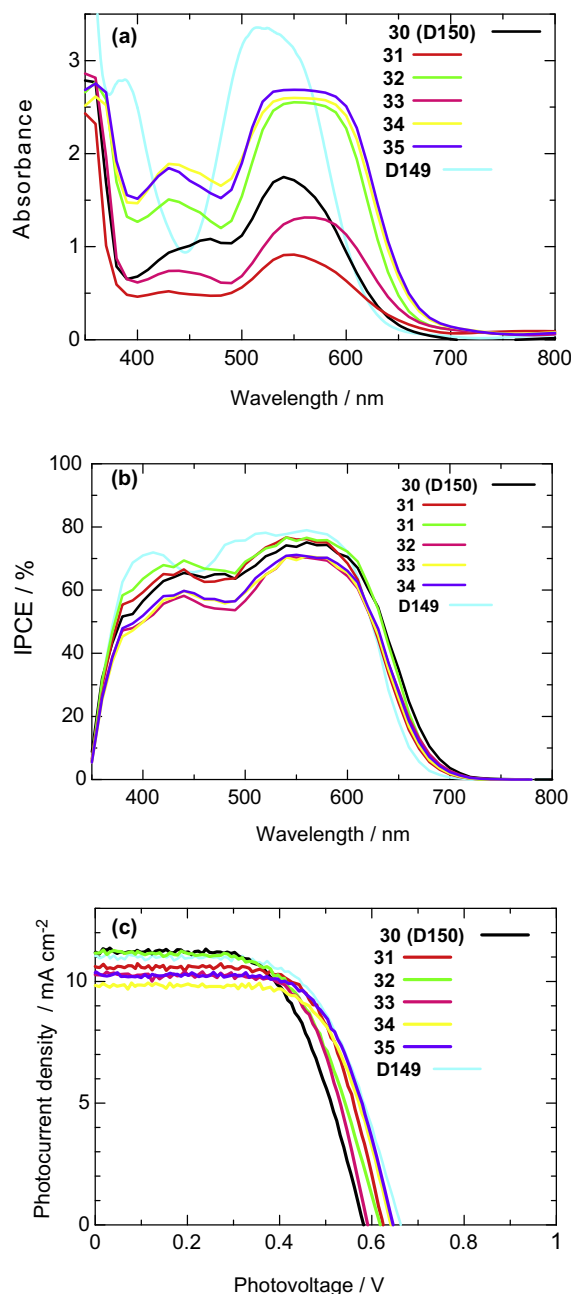 (a)
30 (D150)
31
32
33
34
35
D149
3
2
1
0
Absorbance
400
500
600
700
800
Wavelength / nm
(b)
30 (D150)
31
31
32
33
34
D149
100
80
60
40
20
0
IPCE / %
400
500
600
700
800
Wavelength / nm
(c)
30 (D150)
31
32
33
34
35
D149
10
5
0
Photocurrent density / mA cm-2
0
0.2
0.4
0.6
0.8
1
Photovoltage / V